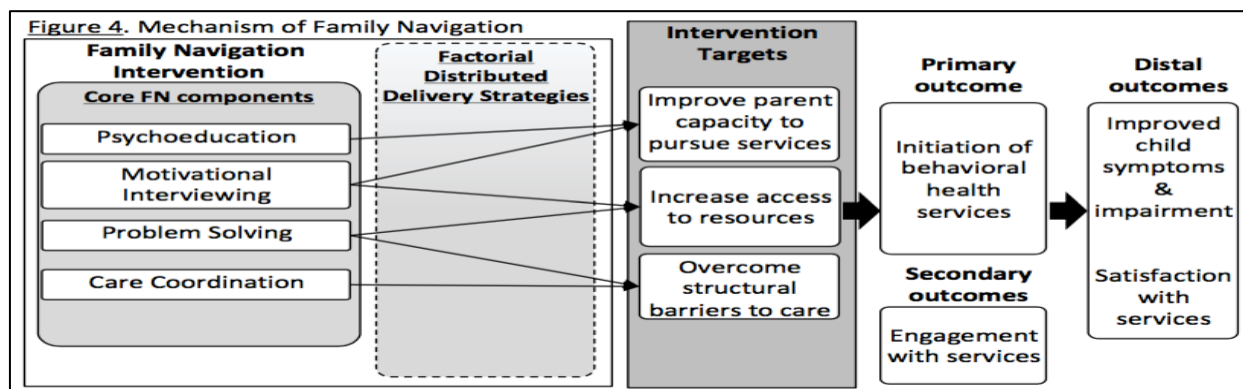 Figure 4. Mechanism of Family Navigation
Family Navigation
Intervention
Core FN components
Psychoeducation
Motivational
Interviewing
Problem Solving
Care Coordination
Factorial
Distributed
Delivery Strategies
Intervention
Targets
Improve parent
capacity to
pursue services
Increase access
to resources
Overcome
structural
barriers to care
Primary
outcome
Initiation of
behavioral
health
services
Secondary
outcomes
Engagement
with services
Distal
outcomes
Improved
child
symptoms
&
impairment
Satisfaction
with
services